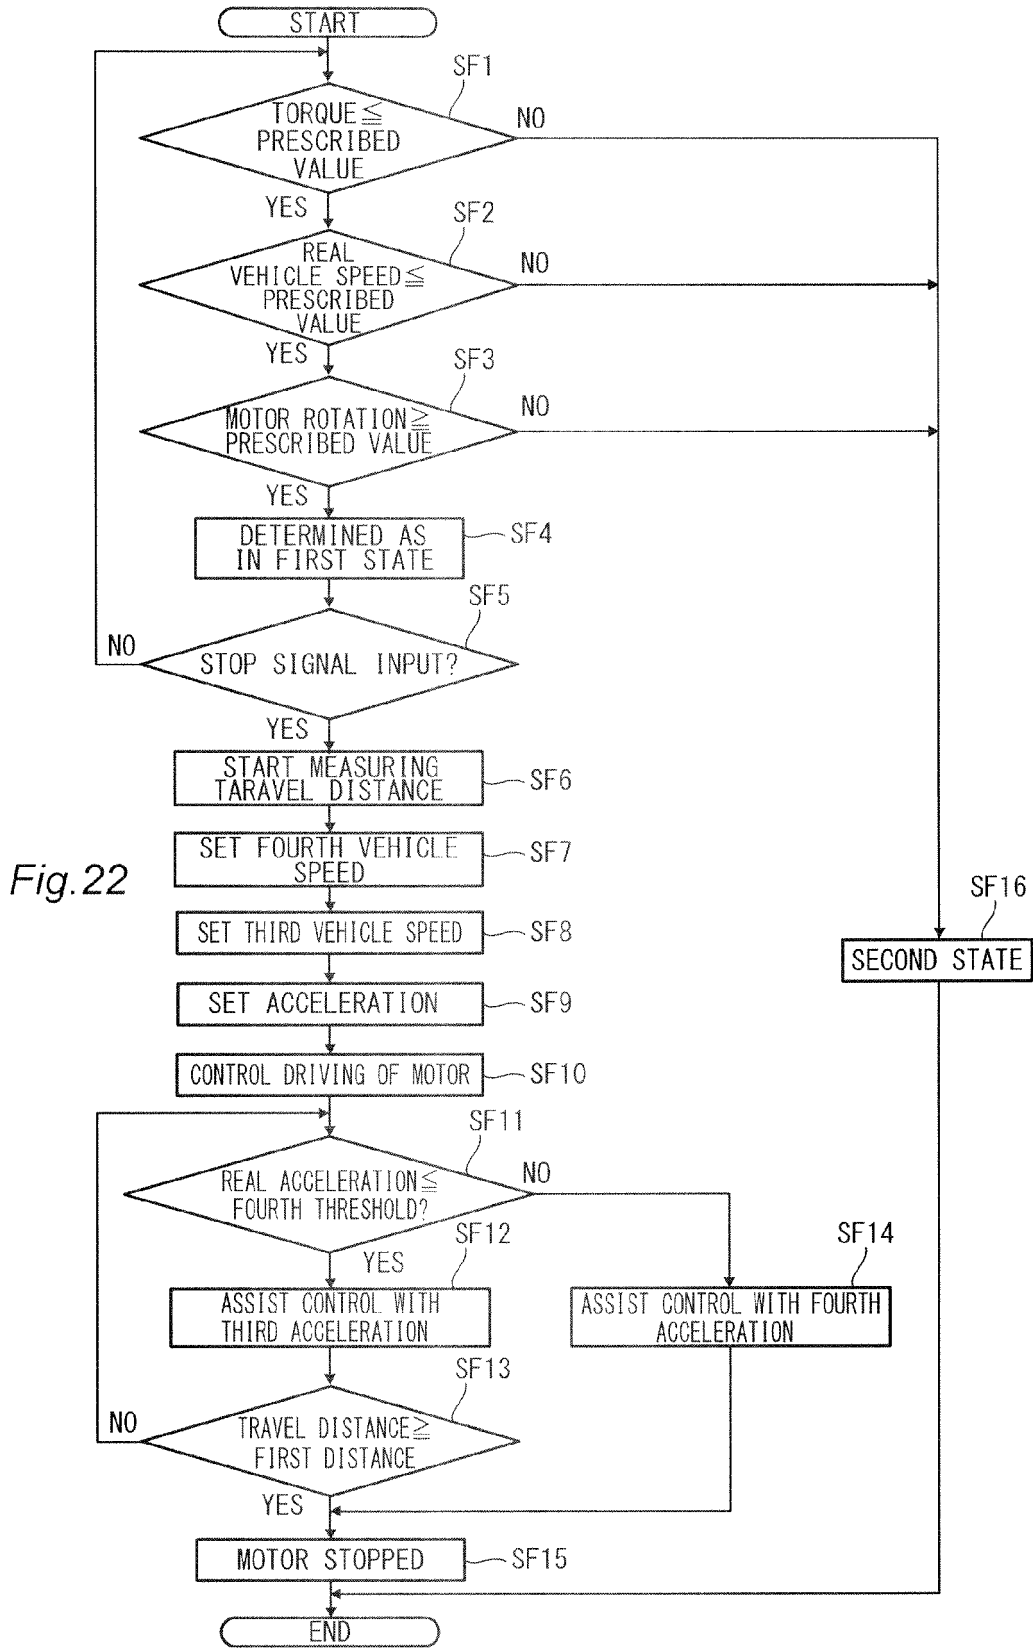 START
SF1
TORQUE≦
PRESCRIBED
VALUE
NO
YES
SF2
REAL
VEHICLE SPEED≦
PRESCRIBED
VALUE
NO
YES
SF3
MOTOR ROTATION≧
PRESCRIBED VALUE
NO
YES
DETERMINED AS
IN FIRST STATE
SF4
SF5
NO
STOP SIGNAL INPUT?
YES
START MEASURING
TARAVEL DISTANCE
SF6
SET FOURTH VEHICLE
SPEED
SF7
Fig.22
SF16
SET THIRD VEHICLE SPEED
SF8
SECOND STATE
SET ACCELERATION
SF9
CONTROL DRIVING OF MOTOR
SF10
SF11
REAL ACCELERATION≦
FOURTH THRESHOLD?
NO
YES
SF12
SF14
ASSIST CONTROL WITH
THIRD ACCELERATION
ASSIST CONTROL WITH FOURTH
ACCELERATION
SF13
NO
TRAVEL DISTANCE≧
FIRST DISTANCE
YES
MOTOR STOPPED
SF15
END